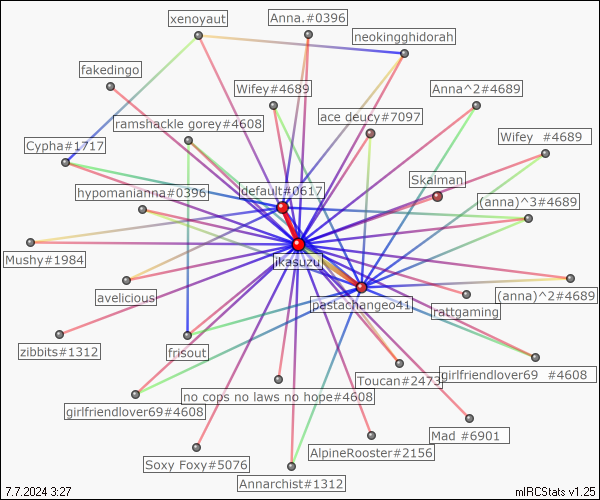 xenoyaut
Anna.#0396
neokingghidorah
fakedingo
Wifey#4689
Anna^2#4689
ramshackle gorey#4608
ace deucy#7097
Cypha#1717
Wifey  #4689
Skalman
default#0617
hypomanianna#0396
(anna)^3#4689
Mushy#1984
ikasuzu
avelicious
pastachangeo41
(anna)^2#4689
rattgaming
zibbits#1312
frisout
Toucan#2473
girlfriendlover69  #4608
no cops no laws no hope#4608
girlfriendlover69#4608
Mad #6901
AlpineRooster#2156
Soxy Foxy#5076
Annarchist#1312
7.7.2024 3:27
mIRCStats v1.25